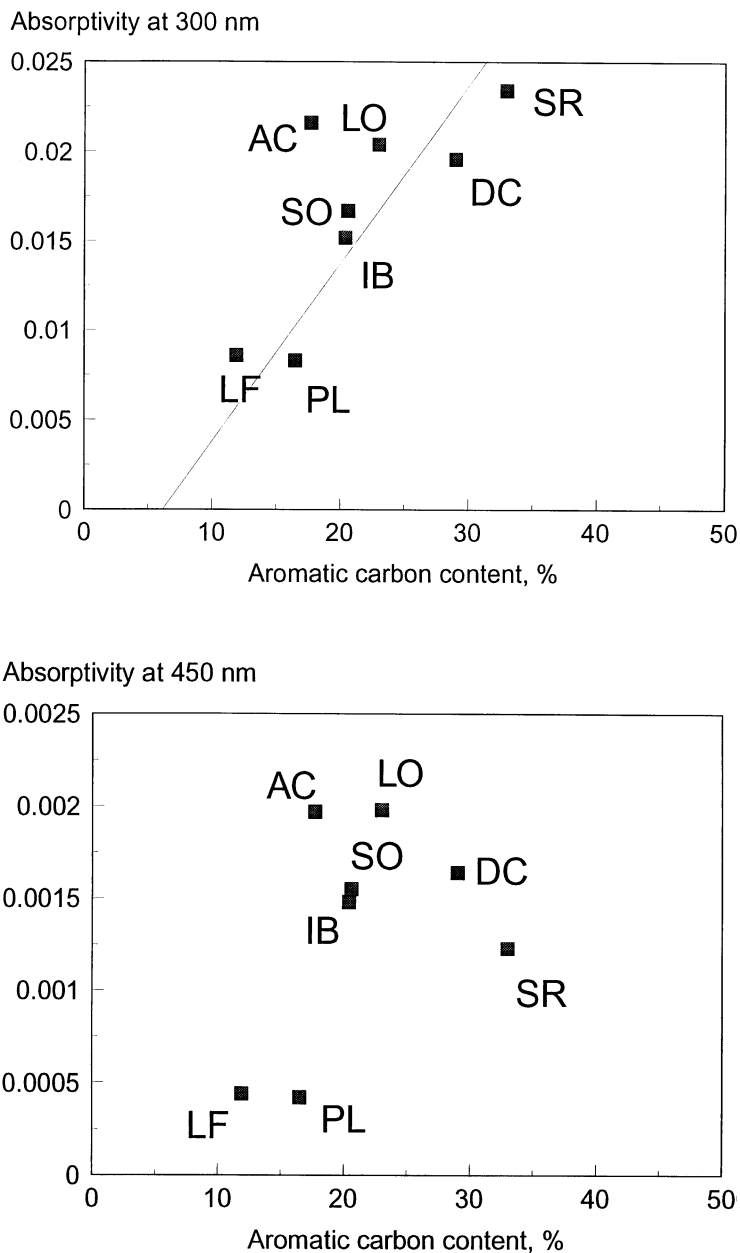 Absorptivity at 300 nm
0.025
SR
LO
AC
0.02
DC
SO
0.015
IB
0.01
LF
PL
0.005
0
0 10 20 30 40 50
Aromatic carbon content, %
Absorptivity at 450 nm
0.0025
LO
AC
0.002
SO
DC
0.0015
IB
SR
0.001
0.0005
LF
PL
0
0 10 20 30 40 50
Aromatic carbon content, %